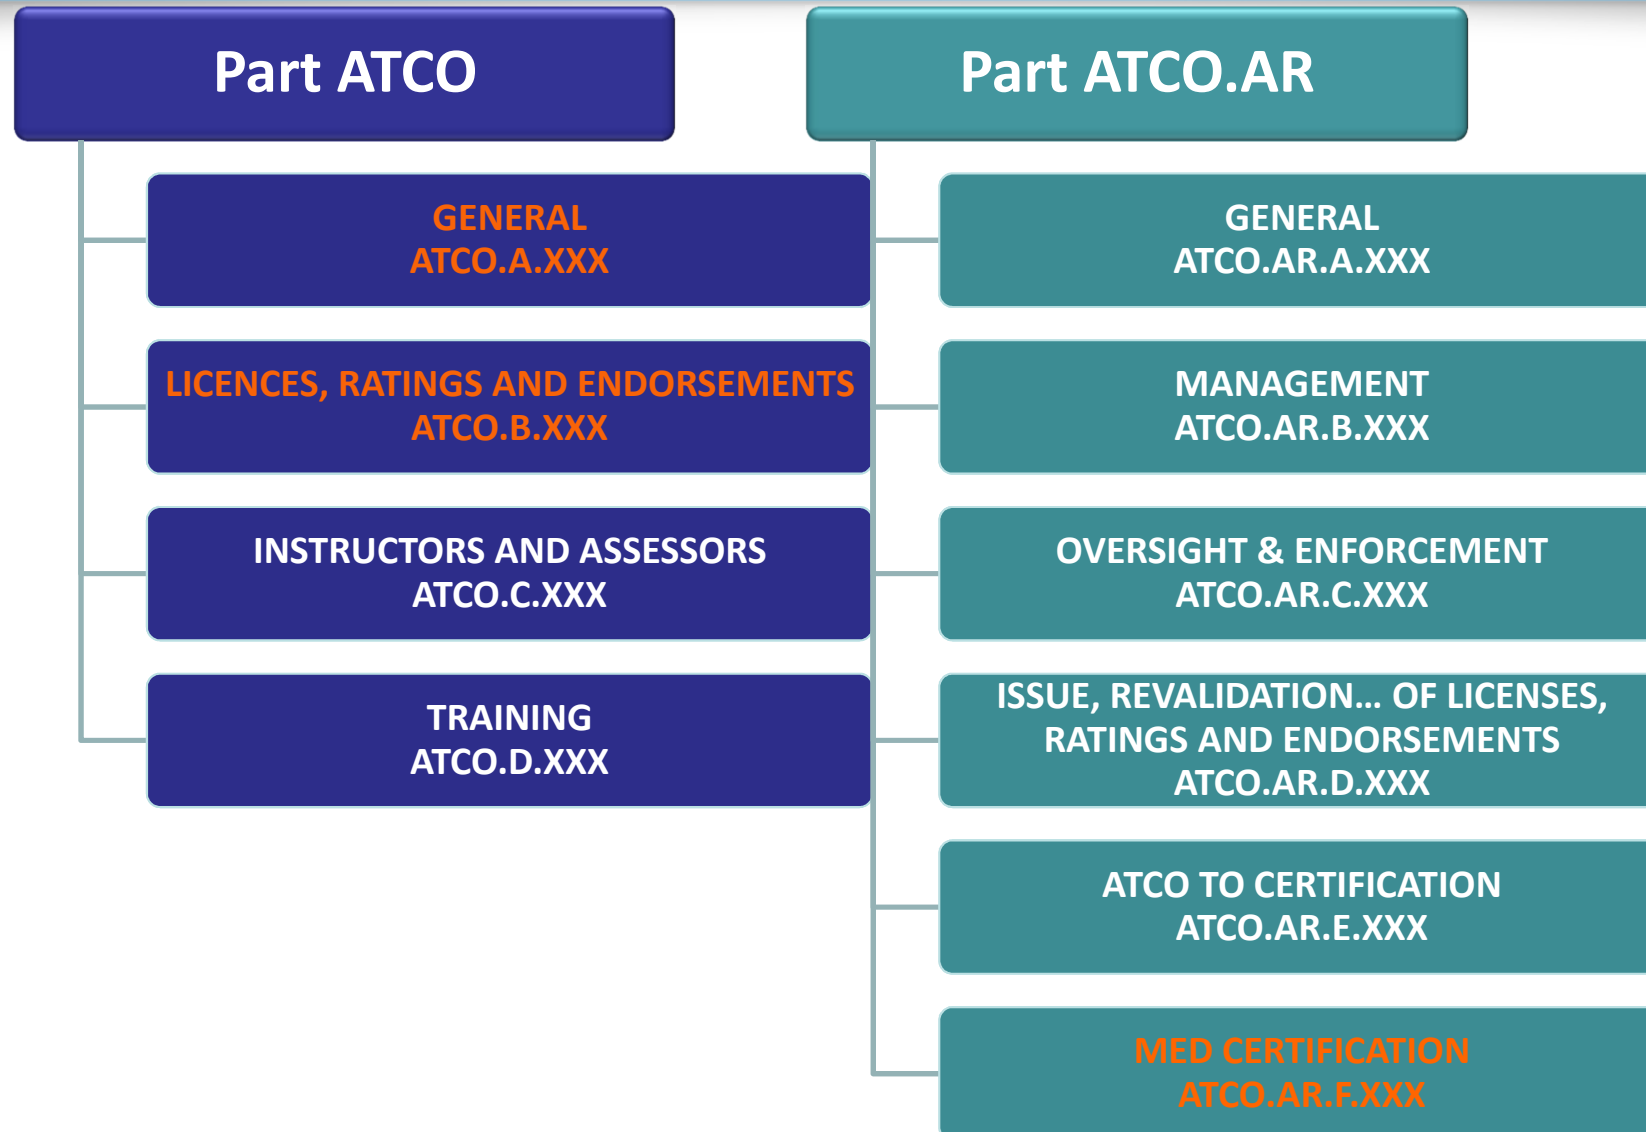 Part ATCO
GENERAL
ATCO.A.XXX
LICENCES, RATINGS AND ENDORSEMENTS
ATCO.B.XXX
INSTRUCTORS AND ASSESSORS
ATCO.C.XXX
TRAINING
ATCO.D.XXX
Part ATCO.AR
GENERAL
ATCO.AR.A.XXX
MANAGEMENT
ATCO.AR.B.XXX
OVERSIGHT & ENFORCEMENT
ATCO.AR.C.XXX
ISSUE, REVALIDATION... OF LICENSES,
RATINGS AND ENDORSEMENTS
ATCO.AR.D.XXX
ATCO TO CERTIFICATION
ATCO.AR.E.XXX
MED CERTIFICATION
ATCO.AR.F.XXX